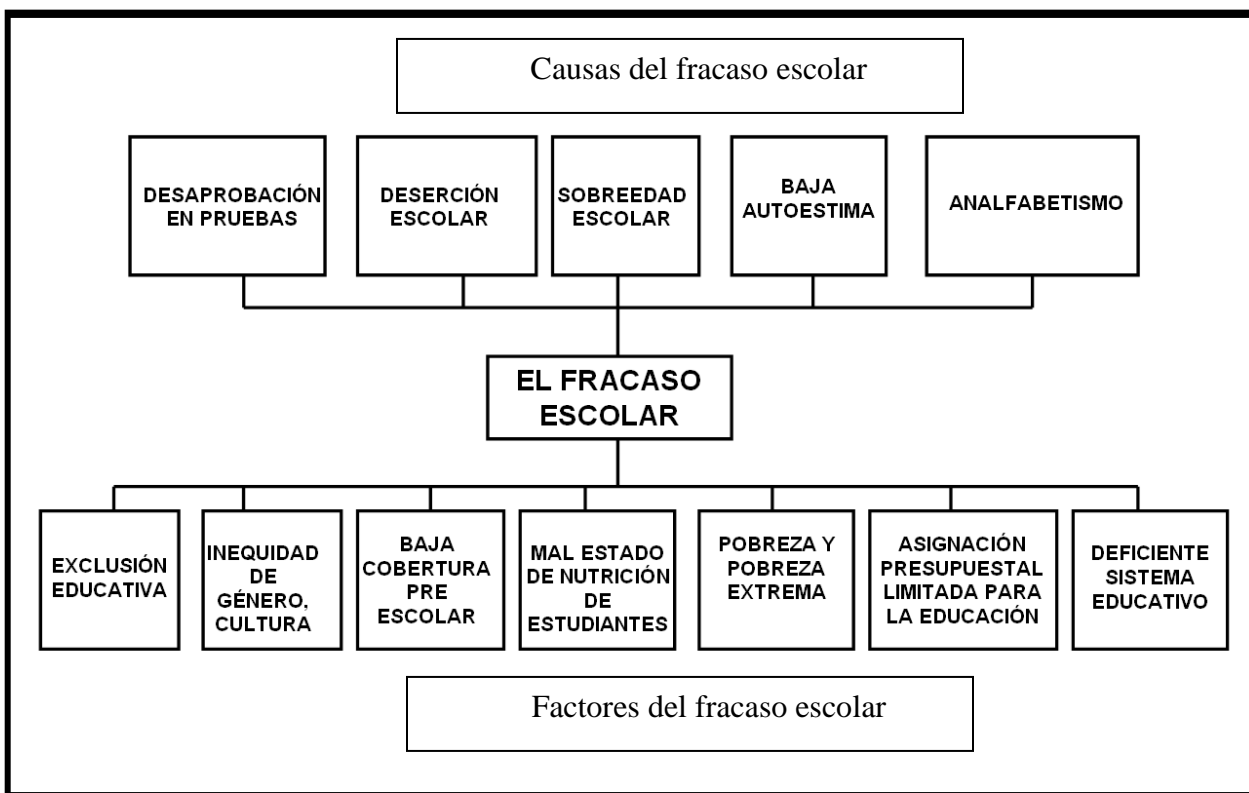 Causas del fracaso escolar
DESAPROBACIÓN
EN PRUEBAS
DESERCIÓN
ESCOLAR
SOBREEDAD
ESCOLAR
BAJA
AUTOESTIMA
ANALFABETISMO
EL FRACASO
ESCOLAR
EXCLUSIÓN
EDUCATIVA
INEQUIDAD
DE
GÉNERO,
CULTURA
BAJA
COBERTURA
PRE
ESCOLAR
MAL ESTADO
DE NUTRICIÓN
DE
ESTUDIANTES
POBREZA Y
POBREZA
EXTREMA
ASIGNACIÓN
PRESUPUESTAL
LIMITADA PARA
LA EDUCACIÓN
DEFICIENTE
SISTEMA
EDUCATIVO
Factores del fracaso escolar